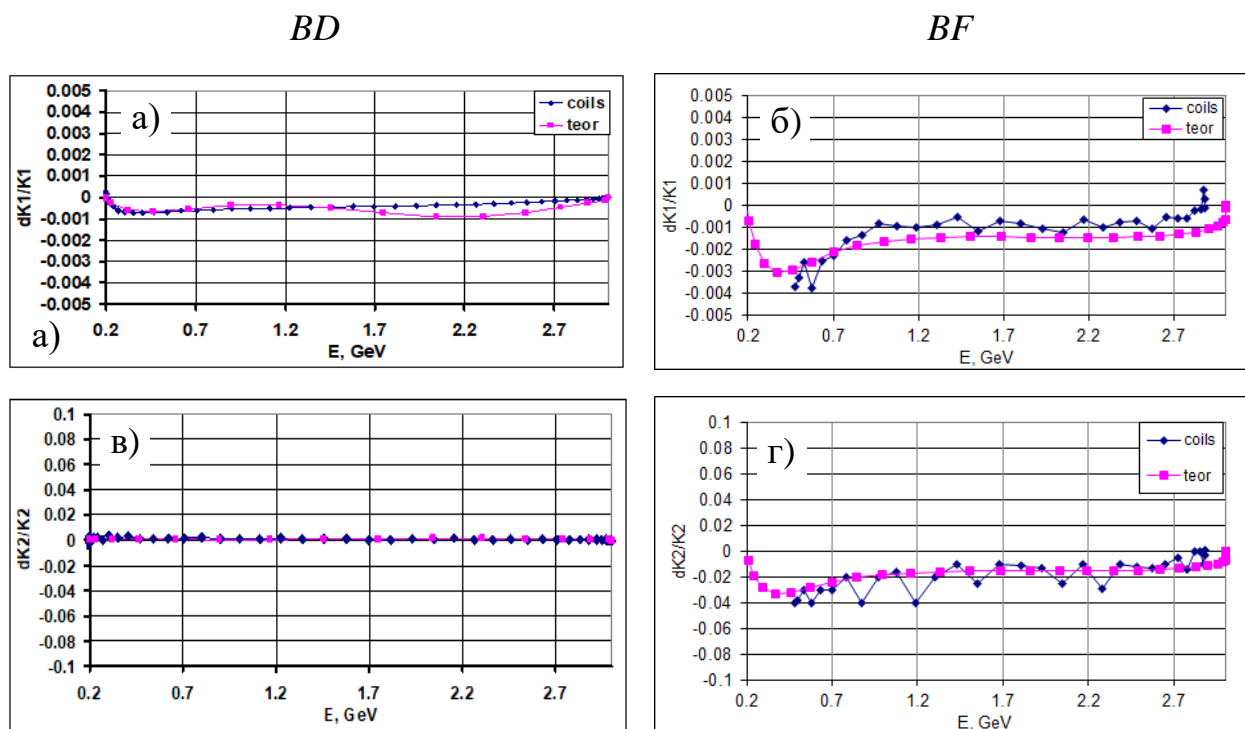 BD
BF
0.005
0.004
0.003
0.002
0.001
0
-0.001
-0.002
-0.003
-0.004
-0.005
dK1/K1
а)
coils
teor
а)
0.2 0.7 1.2 1.7 2.2 2.7
E, GeV
0.005
0.004
0.003
0.002
0.001
0
-0.001
-0.002
-0.003
-0.004
-0.005
dK1/K1
б)
coils
teor
0.2 0.7 1.2 1.7 2.2 2.7
E, GeV
0.1
0.08
0.06
0.04
0.02
0
-0.02
-0.04
-0.06
-0.08
-0.1
dK2/K2
в)
0.2 0.7 1.2 1.7 2.2 2.7
E, GeV
0.1
0.08
0.06
0.04
0.02
0
-0.02
-0.04
-0.06
-0.08
-0.1
dK2/K2
г)
coils
teor
0.2 0.7 1.2 1.7 2.2 2.7
E, GeV